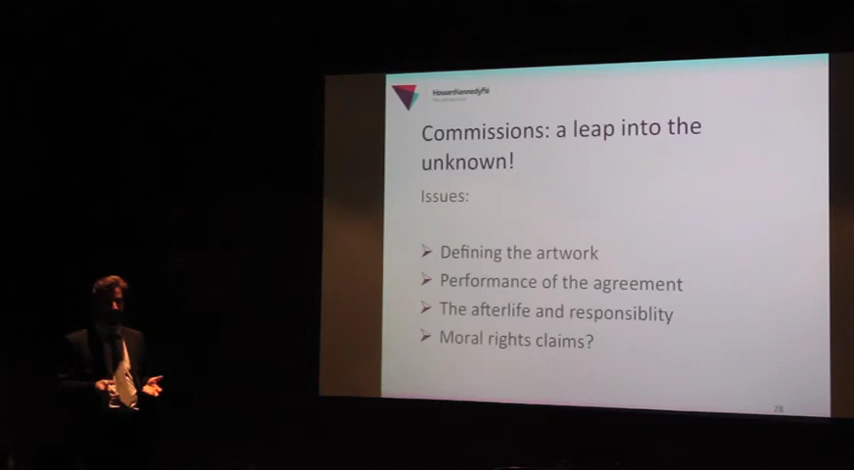 HowardKennedyFsi
Commissions: a leap into the
unknown!
Issues:
➢ Defining the artwork
➢ Performance of the agreement
➢ The afterlife and responsiblity
➢ Moral rights claims?
28